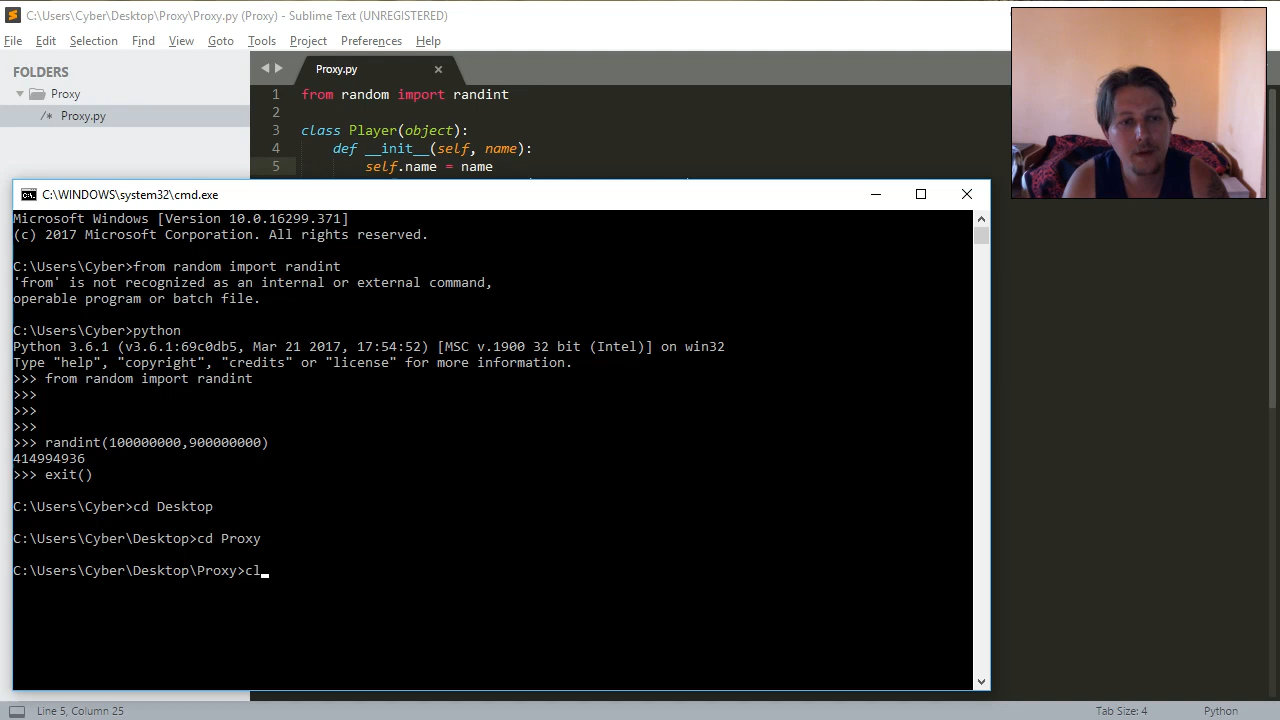 C:\Users\Cyber\Desktop\Proxy\Proxy.py (Proxy) - Sublime Text (UNREGISTERED)
File Edit Selection Find View Goto Tools Project Preferences Help
FOLDERS
Proxy
/* Proxy.py
Proxy.py
1 from random import randint
2
3 class Player(object):
4 def __init__(self, name):
5 self.name = name
C:\WINDOWS\system32\cmd.exe
Microsoft Windows [Version 10.0.16299.371]
(c) 2017 Microsoft Corporation. All rights reserved.
C:\Users\Cyber>from random import randint
'from' is not recognized as an internal or external command,
operable program or batch file.
C:\Users\Cyber>python
Python 3.6.1 (v3.6.1:69c0db5, Mar 21 2017, 17:54:52) [MSC v.1900 32 bit (Intel)] on win32
Type "help", "copyright", "credits" or "license" for more information.
>>> from random import randint
>>>
>>>
>>>
>>> randint(100000000,900000000)
414994936
>>> exit()
C:\Users\Cyber>cd Desktop
C:\Users\Cyber\Desktop>cd Proxy
C:\Users\Cyber\Desktop\Proxy>cl
Line 5, Column 25
Tab Size: 4
Python